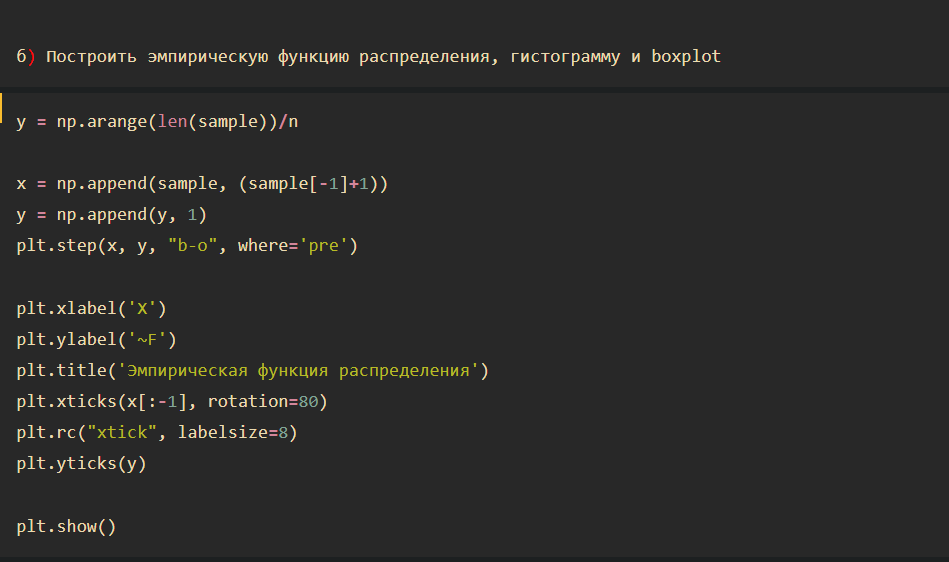 б) Построить эмпирическую функцию распределения, гистограмму и boxplot
y = np.arange(len(sample))/n
x = np.append(sample, (sample[-1]+1))
y = np.append(y, 1)
plt.step(x, y, "b-o", where='pre')
plt.xlabel('X')
plt.ylabel('~F')
plt.title('Эмпирическая функция распределения')
plt.xticks(x[:-1], rotation=80)
plt.rc("xtick", labelsize=8)
plt.yticks(y)
plt.show()